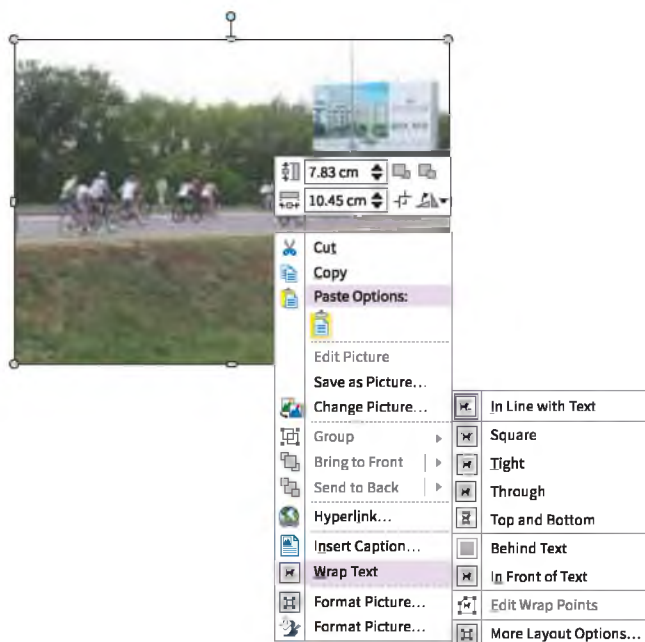 7.83 cm
10.45 cm
Cut
Copy
Paste Options:
Edit Picture
Save as Picture...
Change Picture...
Group
Bring to Front
Send to Back
Hyperlink...
Insert Caption...
Wrap Text
Format Picture...
Format Picture...
In Line with Text
Square
Tight
Through
Top and Bottom
Behind Text
In Front of Text
Edit Wrap Points
More Layout Options...